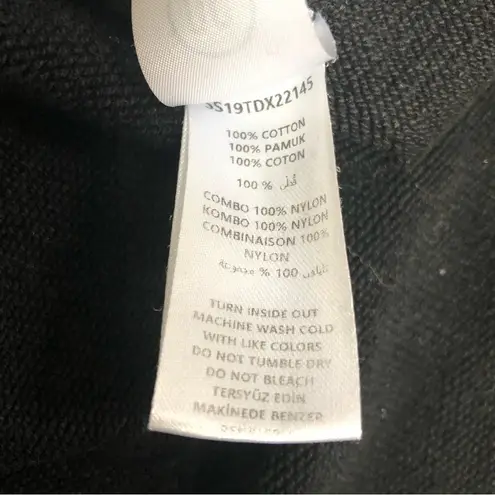 SS19TDX22145
100% COTTON
100% PAMUK
100% COTON
100 % قطن
COMBO 100% NYLON
KOMBO 100% NYLON
COMBINAISON 100%
NYLON
نايلون 100 % مجموعة
TURN INSIDE OUT
MACHINE WASH COLD
WITH LIKE COLORS
DO NOT TUMBLE DRY
DO NOT BLEACH
TERSYÜZ EDİN
MAKİNEDE BENZER